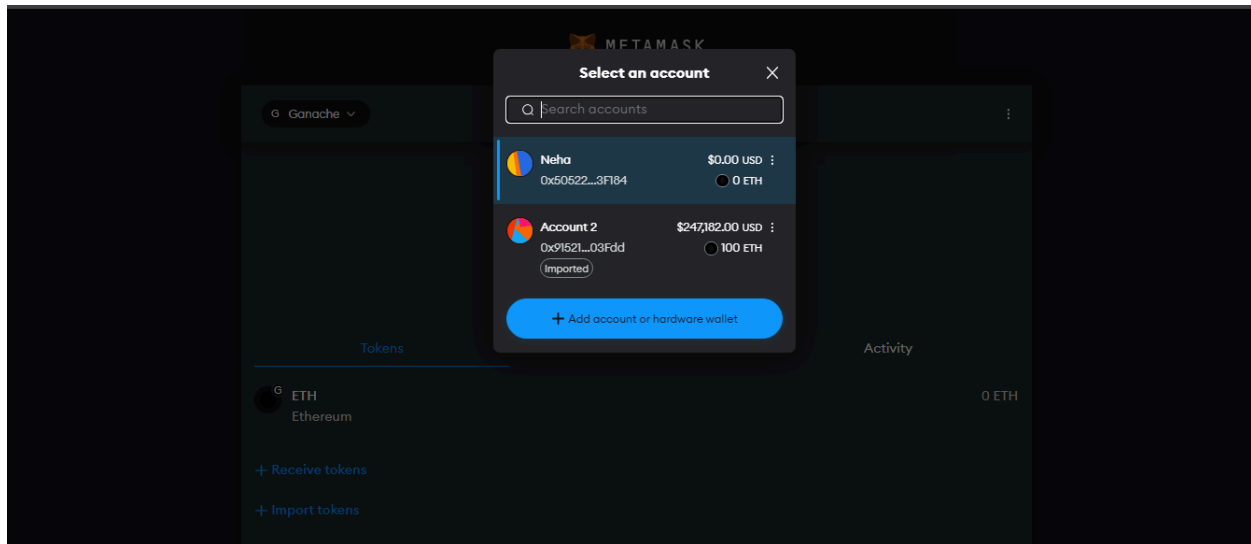 METAMASK
Select an account
G Ganache
Search accounts
Neha $0.00 USD
0x50522...3F184 0 ETH
Account 2 $247,182.00 USD
0x91521...03Fdd 100 ETH
Imported
+ Add account or hardware wallet
Tokens Activity
G
ETH 0 ETH
Ethereum
+ Receive tokens
+ Import tokens